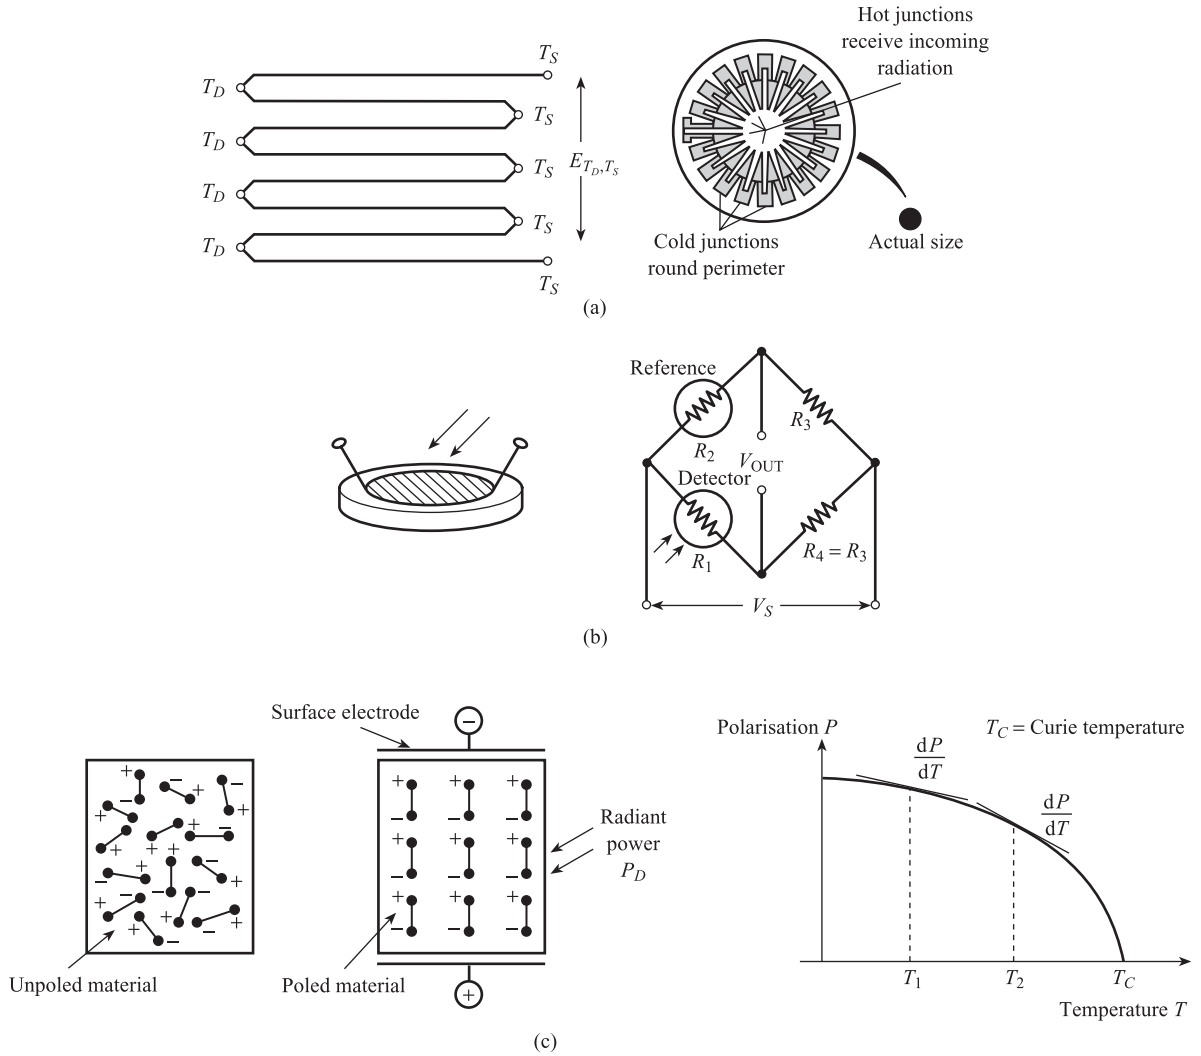 T_S
T_D
T_S
T_D
T_S
E_{T_D,T_S}
T_D
T_S
T_D
T_S
Hot junctions
receive incoming
radiation
Cold junctions
round perimeter
Actual size
(a)
Reference
R_2
R_3
V_OUT
Detector
R_1
R_4 = R_3
V_S
(b)
Surface electrode
−
+
−
+
−
+
−
+
+
−
+
+
+
+
−
+
−
−
+
−
−
+
+
−
+
−
+
+ + +
− − −
+ + +
− − −
+ + +
− − −
+
Radiant
power
P_D
Unpoled material
Poled material
Polarisation P
T_C = Curie temperature
dP
dT
dP
dT
T_1
T_2
T_C
Temperature T
(c)